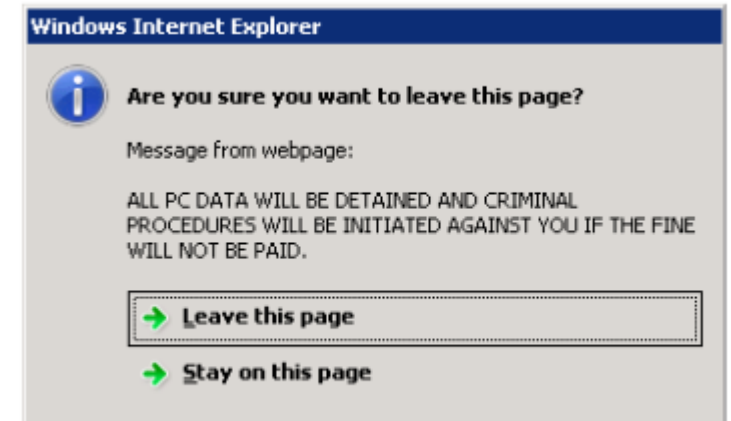 Windows Internet Explorer
Are you sure you want to leave this page?
Message from webpage:
ALL PC DATA WILL BE DETAINED AND CRIMINAL
PROCEDURES WILL BE INITIATED AGAINST YOU IF THE FINE
WILL NOT BE PAID.
Leave this page
Stay on this page